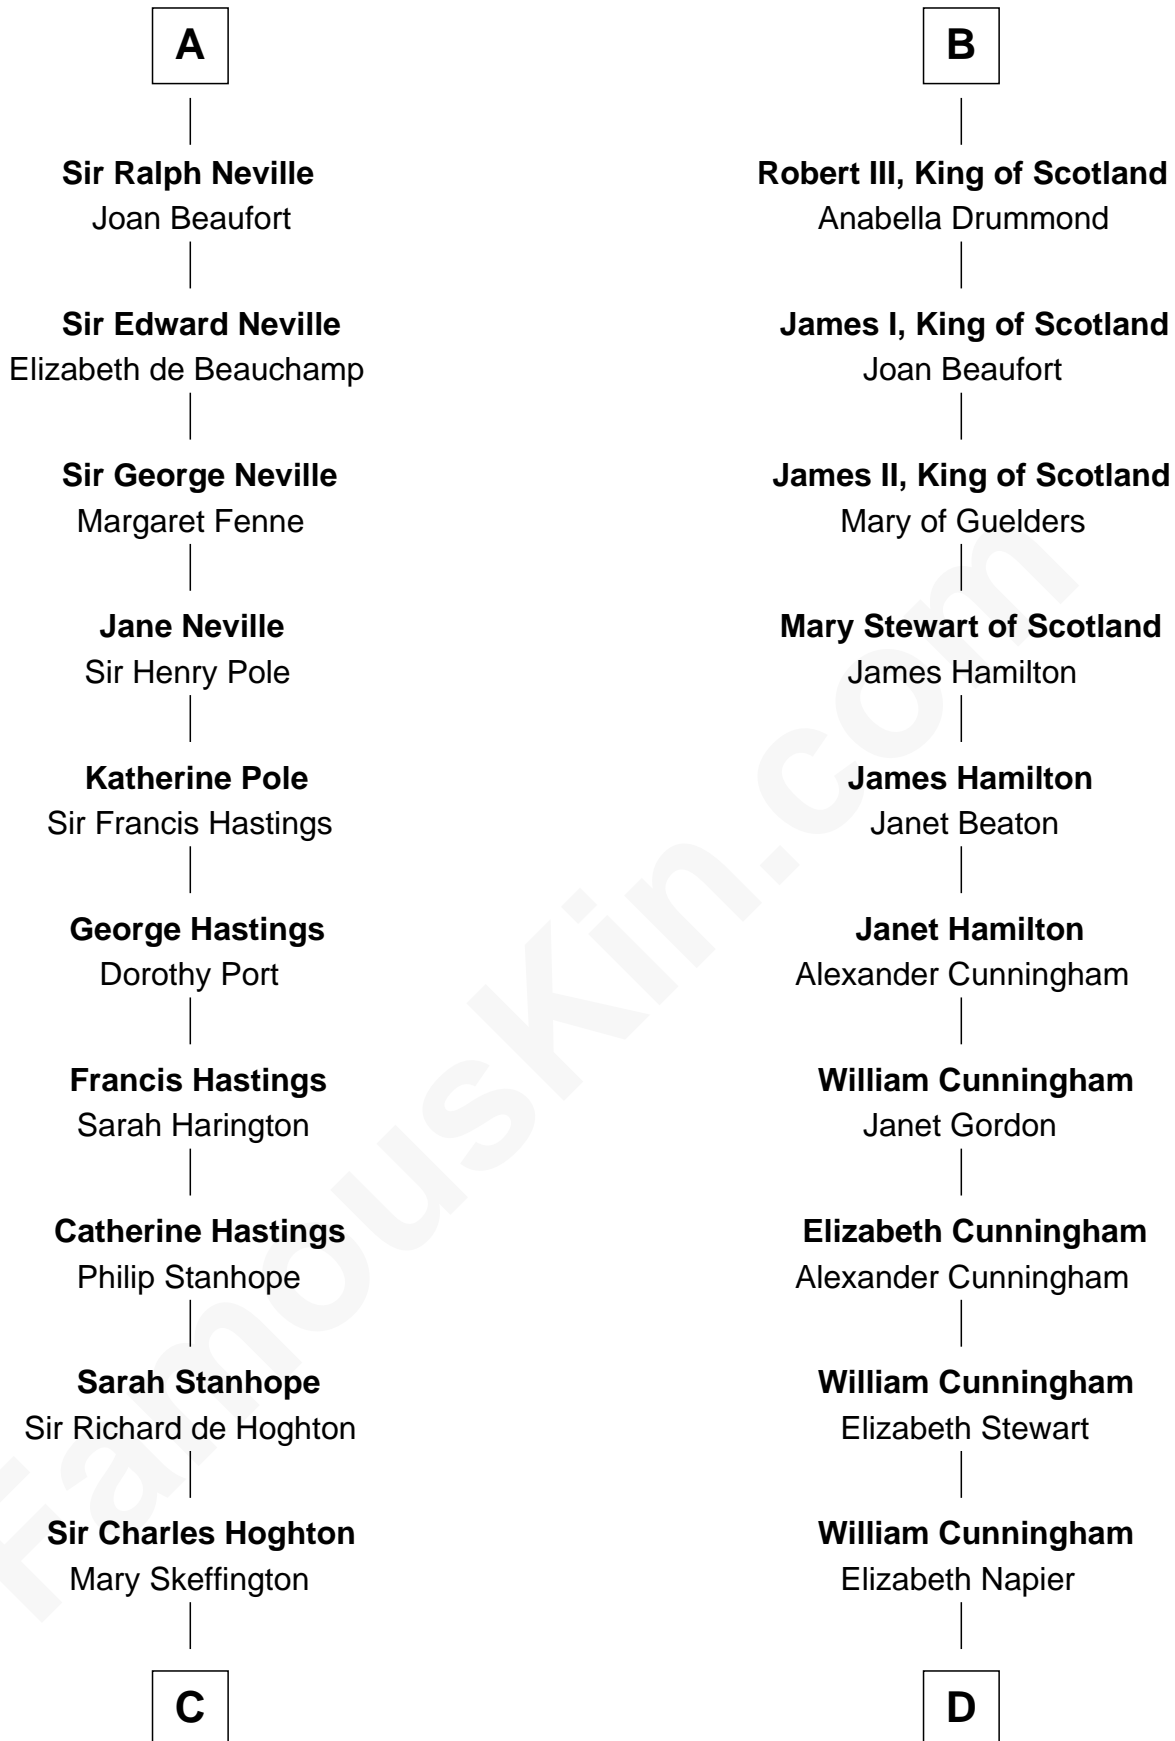 A
Sir Ralph Neville
Joan Beaufort
Sir Edward Neville
Elizabeth de Beauchamp
Sir George Neville
Margaret Fenne
Jane Neville
Sir Henry Pole
Katherine Pole
Sir Francis Hastings
George Hastings
Dorothy Port
Francis Hastings
Sarah Harington
Catherine Hastings
Philip Stanhope
Sarah Stanhope
Sir Richard de Hoghton
Sir Charles Hoghton
Mary Skeffington
C
B
Robert III, King of Scotland
Anabella Drummond
James I, King of Scotland
Joan Beaufort
James II, King of Scotland
Mary of Guelders
Mary Stewart of Scotland
James Hamilton
James Hamilton
Janet Beaton
Janet Hamilton
Alexander Cunningham
William Cunningham
Janet Gordon
Elizabeth Cunningham
Alexander Cunningham
William Cunningham
Elizabeth Stewart
William Cunningham
Elizabeth Napier
D
FamousKin.com